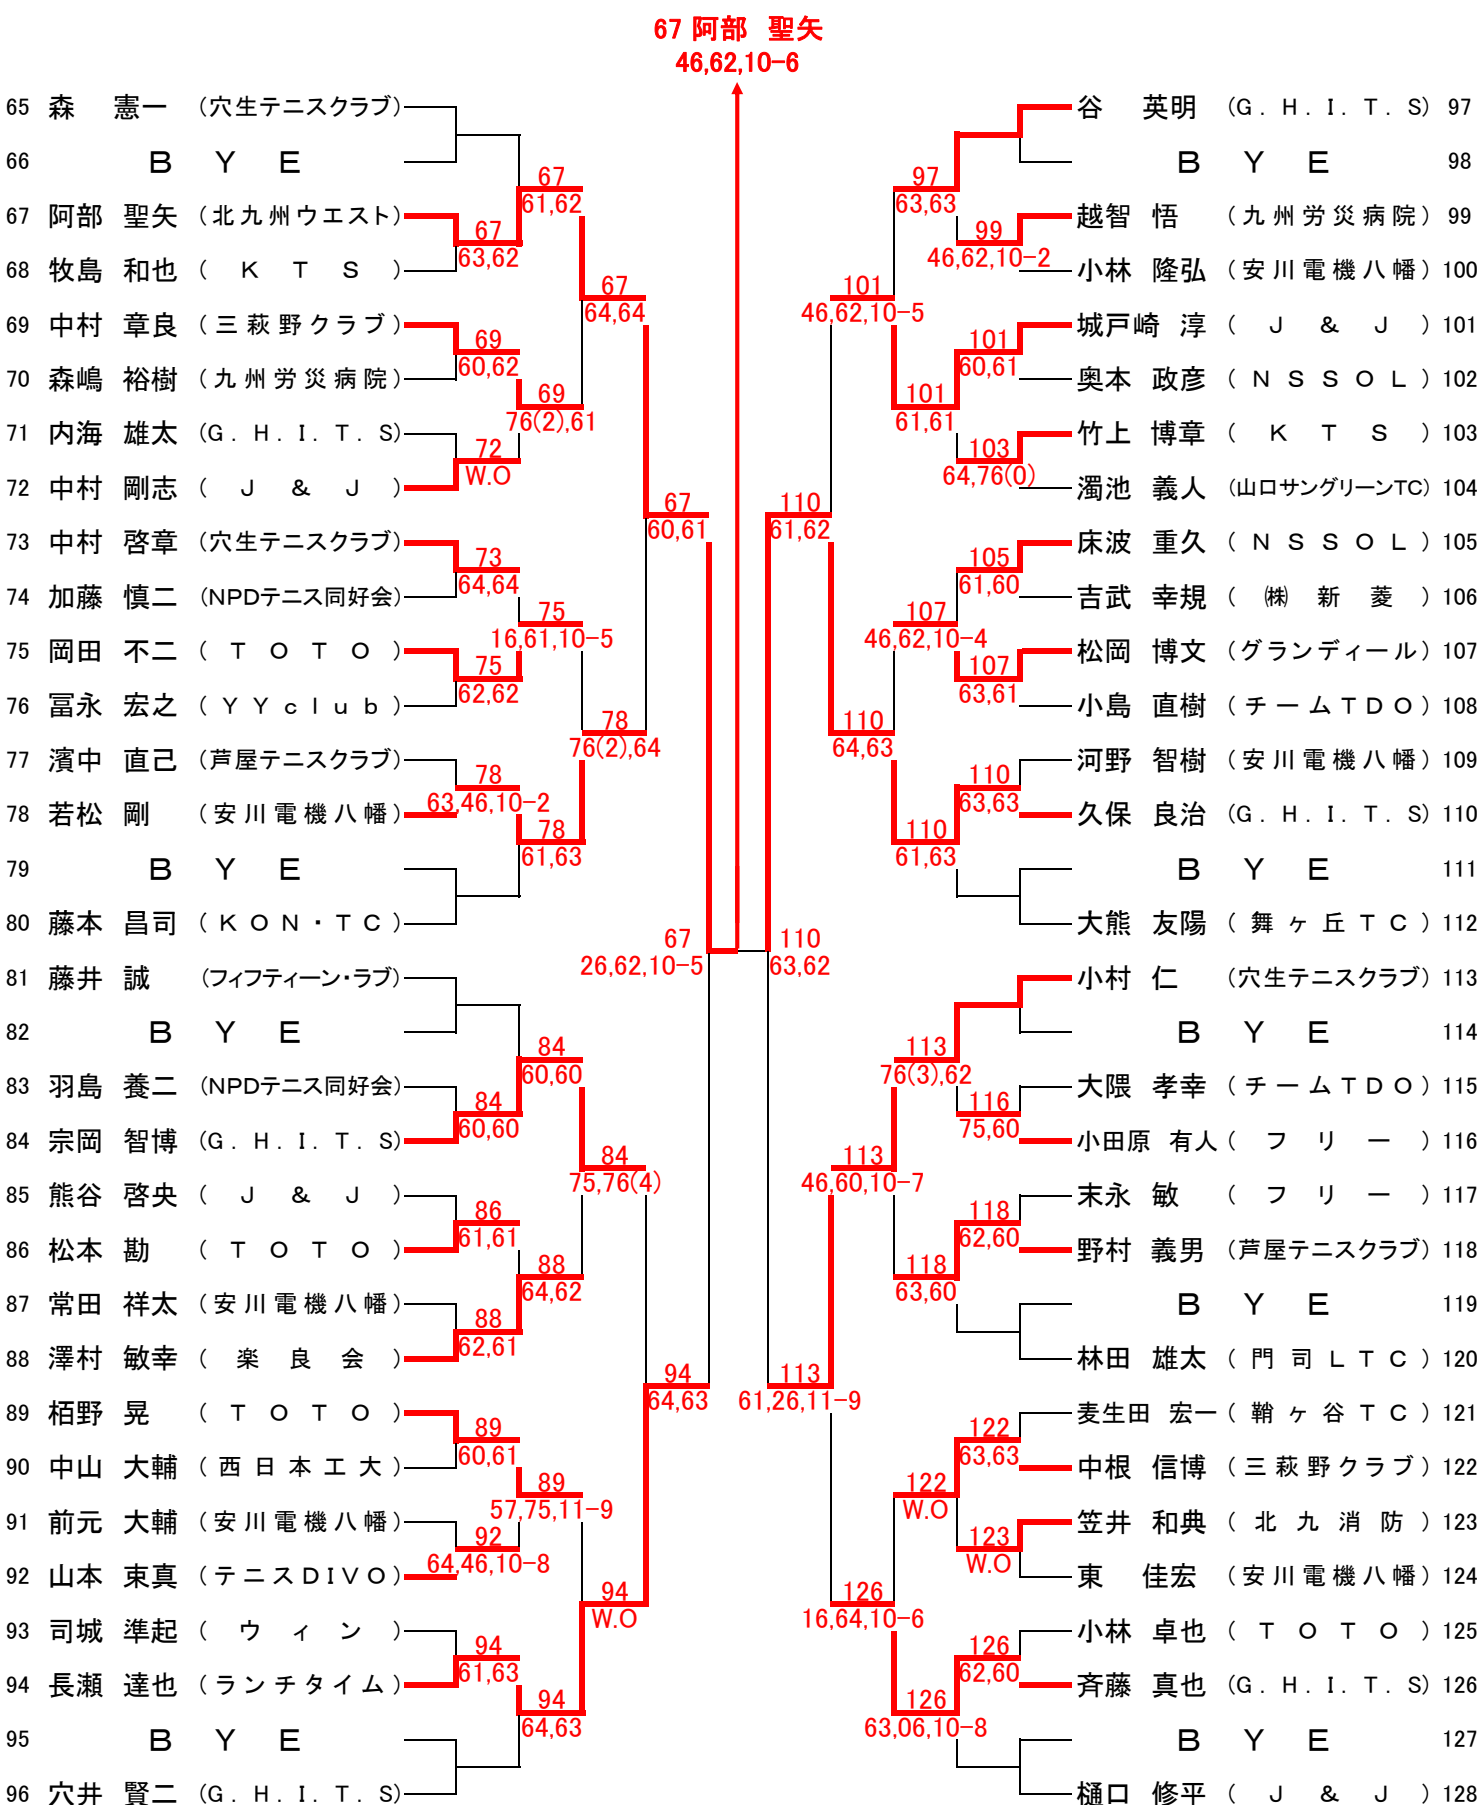 67 阿部 聖矢
46,62,10-6
65 森 憲一 (穴生テニスクラブ)
66 BYE
67
61,62
67 阿部 聖矢 (北九州ウエスト)
67
63,62
68 牧島 和也 (KTS)
67
64,64
69 中村 章良 (三萩野クラブ)
69
60,62
70 森嶋 裕樹 (九州労災病院)
69
76(2),61
71 内海 雄太 (G.H.I.T.S)
72
W.O
72 中村 剛志 (J&J)
67
60,61
73 中村 啓章 (穴生テニスクラブ)
73
64,64
74 加藤 慎二 (NPDテニス同好会)
75
16,61,10-5
75 岡田 不二 (TOTO)
75
62,62
76 冨永 宏之 (YYclub)
78
76(2),64
77 濱中 直己 (芦屋テニスクラブ)
78
63,46,10-2
78 若松 剛 (安川電機八幡)
78
61,63
79 BYE
80 藤本 昌司 (KON・TC)
67
26,62,10-5
81 藤井 誠 (フィフティーン・ラブ)
82 BYE
84
60,60
83 羽島 養二 (NPDテニス同好会)
84
60,60
84 宗岡 智博 (G.H.I.T.S)
84
75,76(4)
85 熊谷 啓央 (J&J)
86
61,61
86 松本 勘 (TOTO)
88
64,62
87 常田 祥太 (安川電機八幡)
88
62,61
88 澤村 敏幸 (楽良会)
94
64,63
89 栢野 晃 (TOTO)
89
60,61
90 中山 大輔 (西日本工大)
89
57,75,11-9
91 前元 大輔 (安川電機八幡)
92
64,46,10-8
92 山本 束真 (テニスDIVO)
94
W.O
93 司城 準起 (ウィン)
94
61,63
94 長瀬 達也 (ランチタイム)
94
64,63
95 BYE
96 穴井 賢二 (G.H.I.T.S)
谷 英明 (G.H.I.T.S) 97
BYE 98
97
63,63
越智 悟 (九州労災病院) 99
99
46,62,10-2
小林 隆弘 (安川電機八幡) 100
101
46,62,10-5
城戸崎 淳 (J&J) 101
101
60,61
奥本 政彦 (NSSOL) 102
101
61,61
竹上 博章 (KTS) 103
103
64,76(0)
濁池 義人 (山口サングリーンTC) 104
110
61,62
床波 重久 (NSSOL) 105
105
61,60
吉武 幸規 (㈱新菱) 106
107
46,62,10-4
松岡 博文 (グランディール) 107
107
63,61
小島 直樹 (チームTDO) 108
110
64,63
河野 智樹 (安川電機八幡) 109
110
63,63
久保 良治 (G.H.I.T.S) 110
110
61,63
BYE 111
大熊 友陽 (舞ヶ丘TC) 112
110
63,62
小村 仁 (穴生テニスクラブ) 113
BYE 114
113
76(3),62
大隈 孝幸 (チームTDO) 115
116
75,60
小田原 有人 (フリー) 116
113
46,60,10-7
末永 敏 (フリー) 117
118
62,60
野村 義男 (芦屋テニスクラブ) 118
118
63,60
BYE 119
林田 雄太 (門司LTC) 120
113
61,26,11-9
麦生田 宏一 (鞘ヶ谷TC) 121
122
63,63
中根 信博 (三萩野クラブ) 122
122
W.O
笠井 和典 (北九消防) 123
123
W.O
東 佳宏 (安川電機八幡) 124
126
16,64,10-6
小林 卓也 (TOTO) 125
126
62,60
斉藤 真也 (G.H.I.T.S) 126
126
63,06,10-8
BYE 127
樋口 修平 (J&J) 128